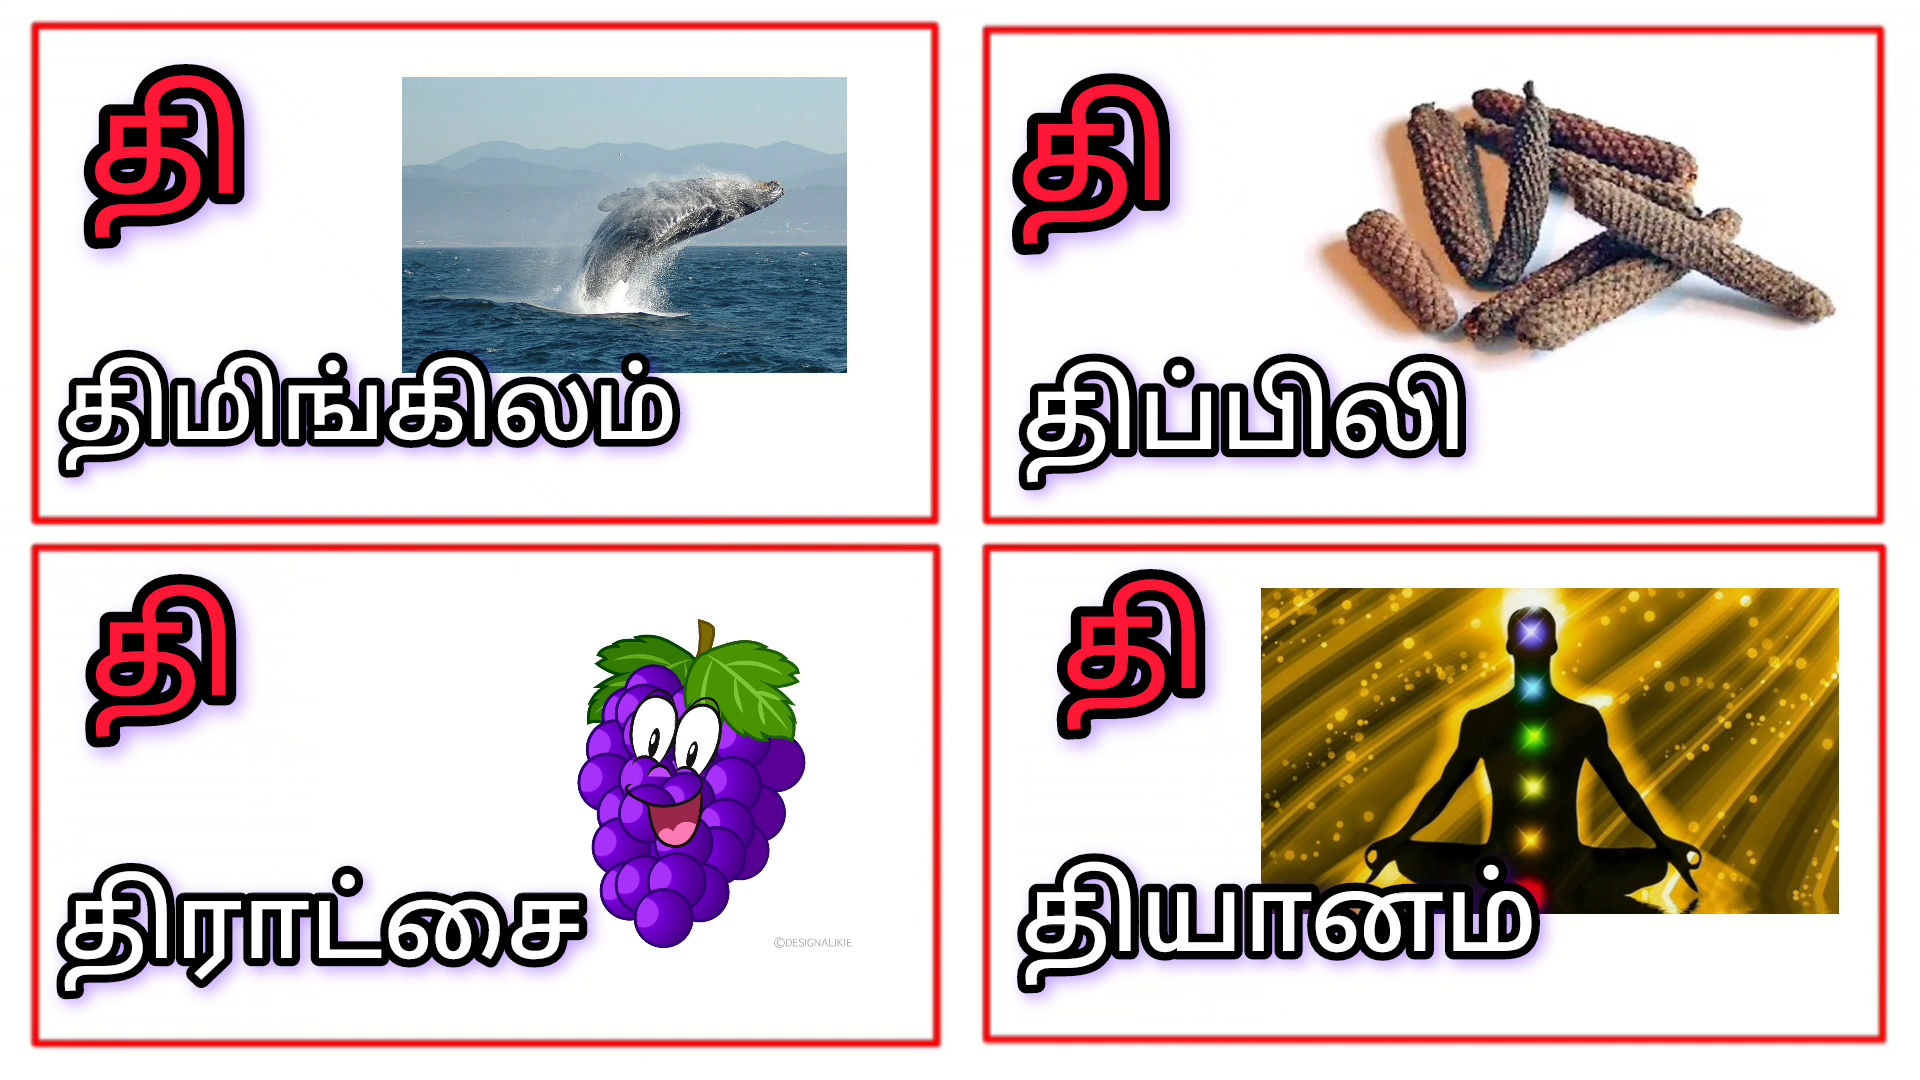 தி
திமிங்கிலம்
தி
திப்பிலி
தி
திராட்சை
©DESIGNALIKIE
தி
தியானம்